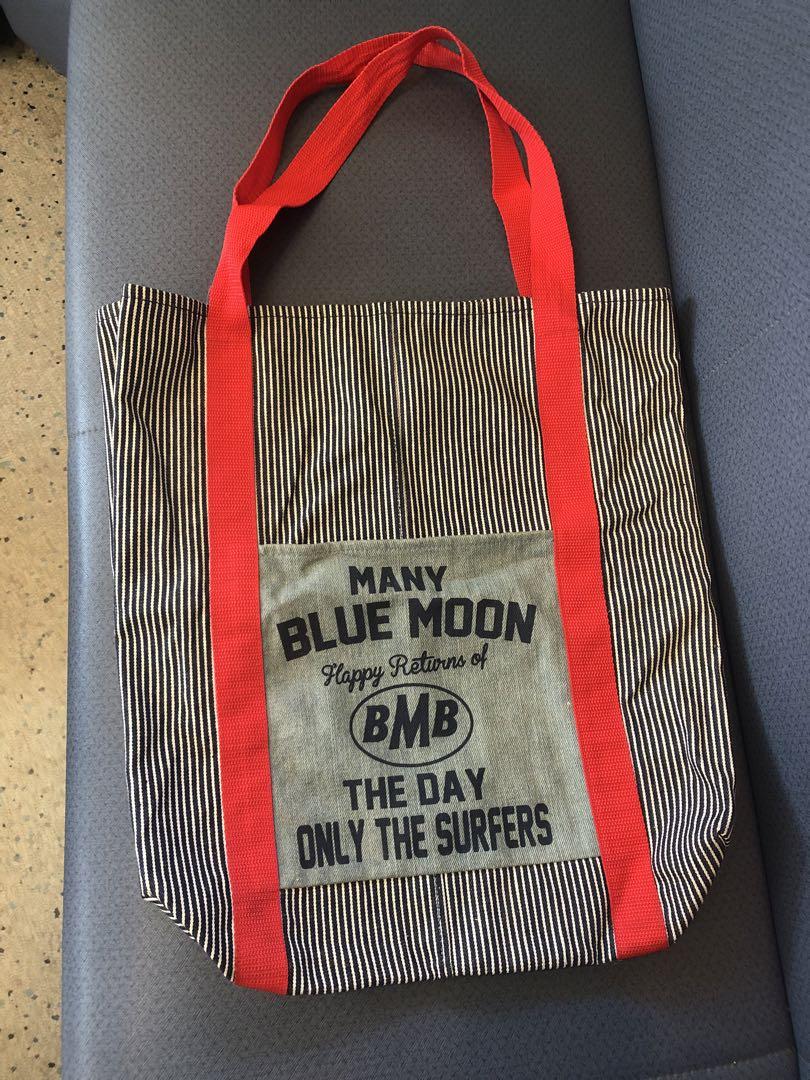 MANY
BLUE MOON
Happy Returns of
BMB
THE DAY
ONLY THE SURFERS